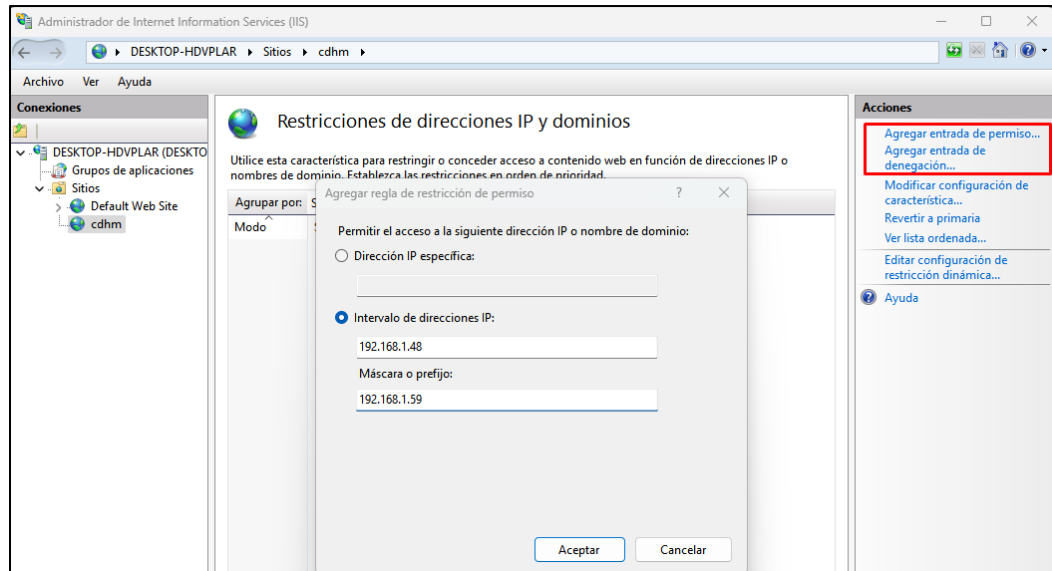 Administrador de Internet Information Services (IIS)
DESKTOP-HDVPLAR Sitios cdhm
Archivo Ver Ayuda
Conexiones
DESKTOP-HDVPLAR (DESKTO
Grupos de aplicaciones
Sitios
Default Web Site
cdhm
Restricciones de direcciones IP y dominios
Utilice esta característica para restringir o conceder acceso a contenido web en función de direcciones IP o
nombres de dominio. Establezca las restricciones en orden de prioridad.
Agrupar por: S
Modo
Agregar regla de restricción de permiso
Permitir el acceso a la siguiente dirección IP o nombre de dominio:
Dirección IP específica:
Intervalo de direcciones IP:
192.168.1.48
Máscara o prefijo:
192.168.1.59
Aceptar Cancelar
Acciones
Agregar entrada de permiso...
Agregar entrada de
denegación...
Modificar configuración de
característica...
Revertir a primaria
Ver lista ordenada...
Editar configuración de
restricción dinámica...
Ayuda